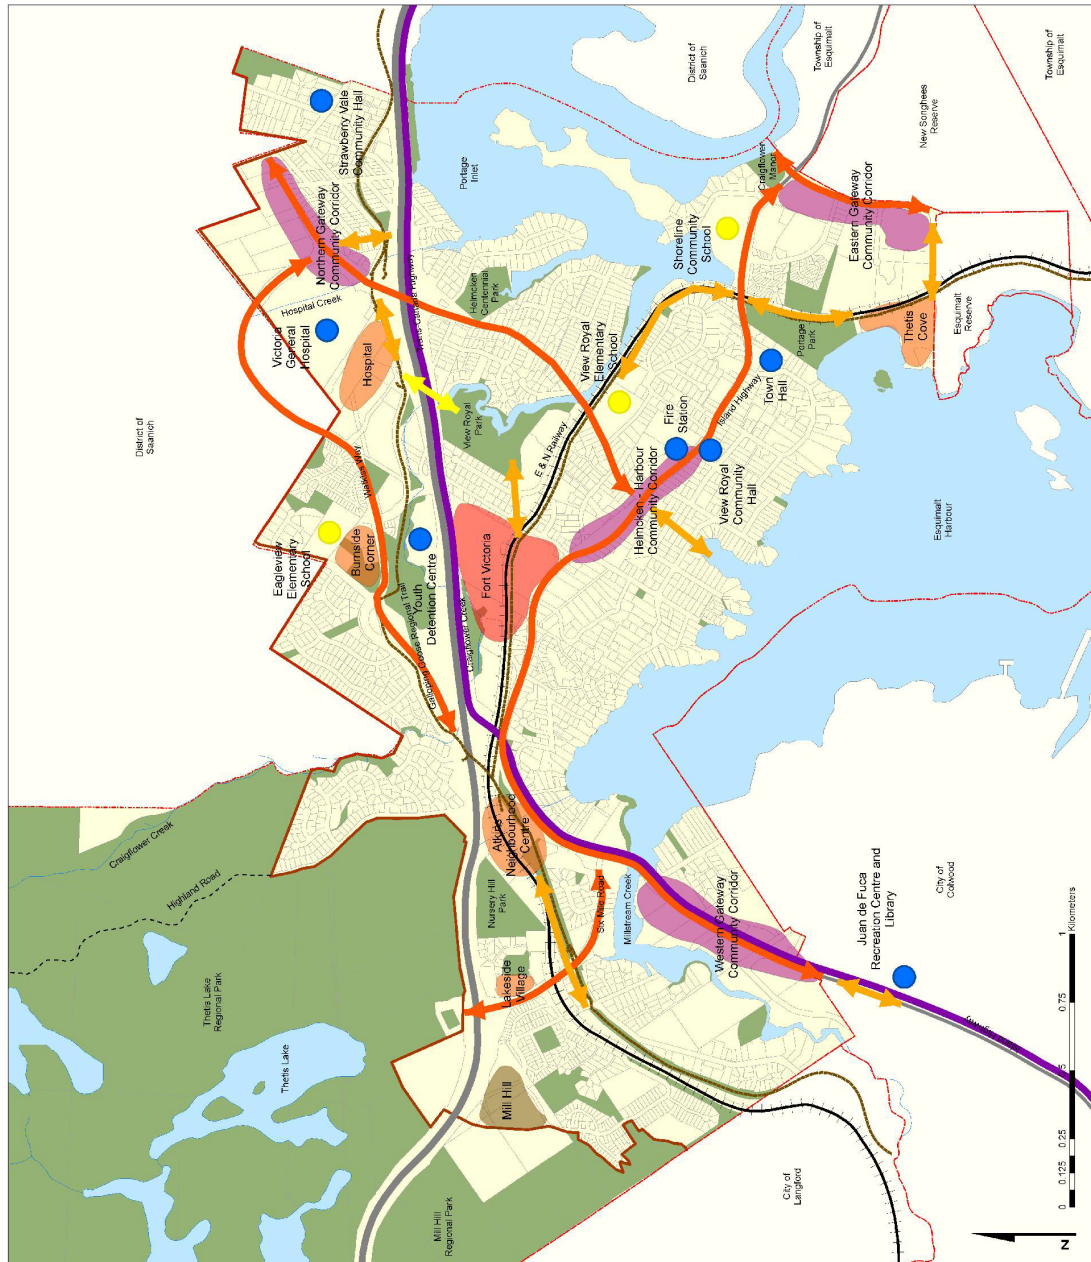 Craigflower Creek
Highland Road
Thetis Lake
Regional Park
Thetis Lake
Mill Hill
Regional Park
District of
Saanich
Eagleview
Elementary
School
Burnside
Corner
Watkiss Way
Victoria
General
Hospital
Hospital Creek
Hospital
Northern Gateway
Community Corridor
Strawberry Vale
Community Hall
Galloping Goose Regional Trail
Youth
Detention Centre
Craigflower Creek
Trans Canada Highway
Portage
Inlet
Helmcken
Centennial
Park
View Royal
Park
Fort Victoria
E & N Railway
Nursery Hill
Park
Atkins
Neighbourhood
Centre
Lakeside
Village
Mill Hill
Six Mile Road
Millstream Creek
View Royal
Elementary
School
Helmcken - Harbour
Community Corridor
Fire
Station
View Royal
Community
Hall
Island Highway
Town
Hall
Shoreline
Community
School
Portage
Park
Craigflower
Manor
District of
Saanich
Township of
Esquimalt
Eastern Gateway
Community Corridor
Thetis
Cove
New Songhees
Reserve
Esquimalt
Reserve
Township of
Esquimalt
Esquimalt
Harbour
Western Gateway
Community Corridor
Juan de Fuca
Recreation Centre and
Library
City of
Colwood
City of
Langford
0 0.125 0.25 0.75 1
Kilometers
N